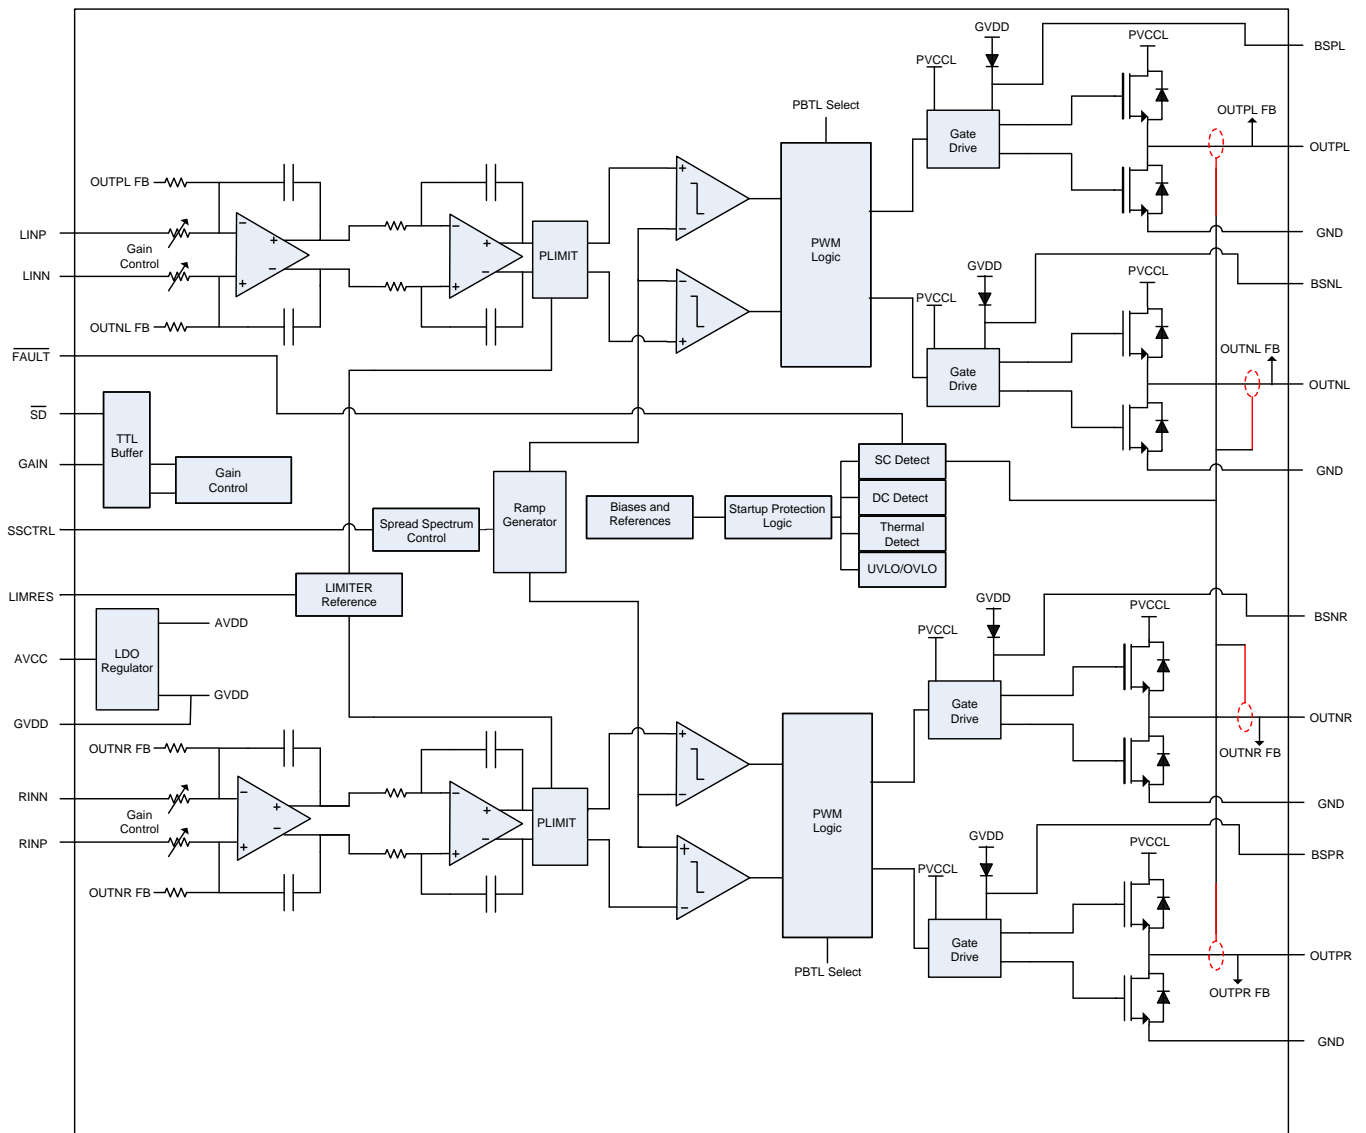 GVDD
PVCCL
BSPL
PVCCL
OUTPL FB
PBTL Select
Gate
Drive
OUTPL
OUTPL FB
LINP
Gain
Control
LINN
OUTNL FB
+
−
−
+
−
+
+
−
PLIMIT
+
−
−
+
PWM
Logic
GND
GVDD
PVCCL
PVCCL
BSNL
Gate
Drive
OUTNL FB
OUTNL
GND
FAULT
SD
GAIN
TTL
Buffer
Gain
Control
SSCTRL
Spread Spectrum
Control
Ramp
Generator
Biases and
References
Startup Protection
Logic
SC Detect
DC Detect
Thermal
Detect
UVLO/OVLO
LIMRES
LIMITER
Reference
AVCC
LDO
Regulator
AVDD
GVDD
GVDD
GVDD
PVCCL
PVCCL
BSNR
Gate
Drive
OUTNR
OUTNR FB
GND
OUTNR FB
RINN
Gain
Control
RINP
OUTNR FB
−
+
+
−
−
+
+
−
PLIMIT
+
−
+
−
PWM
Logic
PBTL Select
GVDD
PVCCL
PVCCL
BSPR
Gate
Drive
OUTPR
OUTPR FB
GND